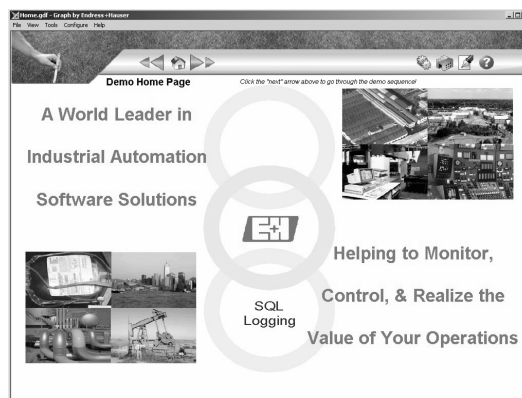 Home.gdf - Graph by Endress+Hauser
File View Tools Configure Help
Demo Home Page
Click the "next" arrow above to go through the demo sequence!
A World Leader in
Industrial Automation
Software Solutions
E+H
SQL
Logging
Helping to Monitor,
Control, & Realize the
Value of Your Operations